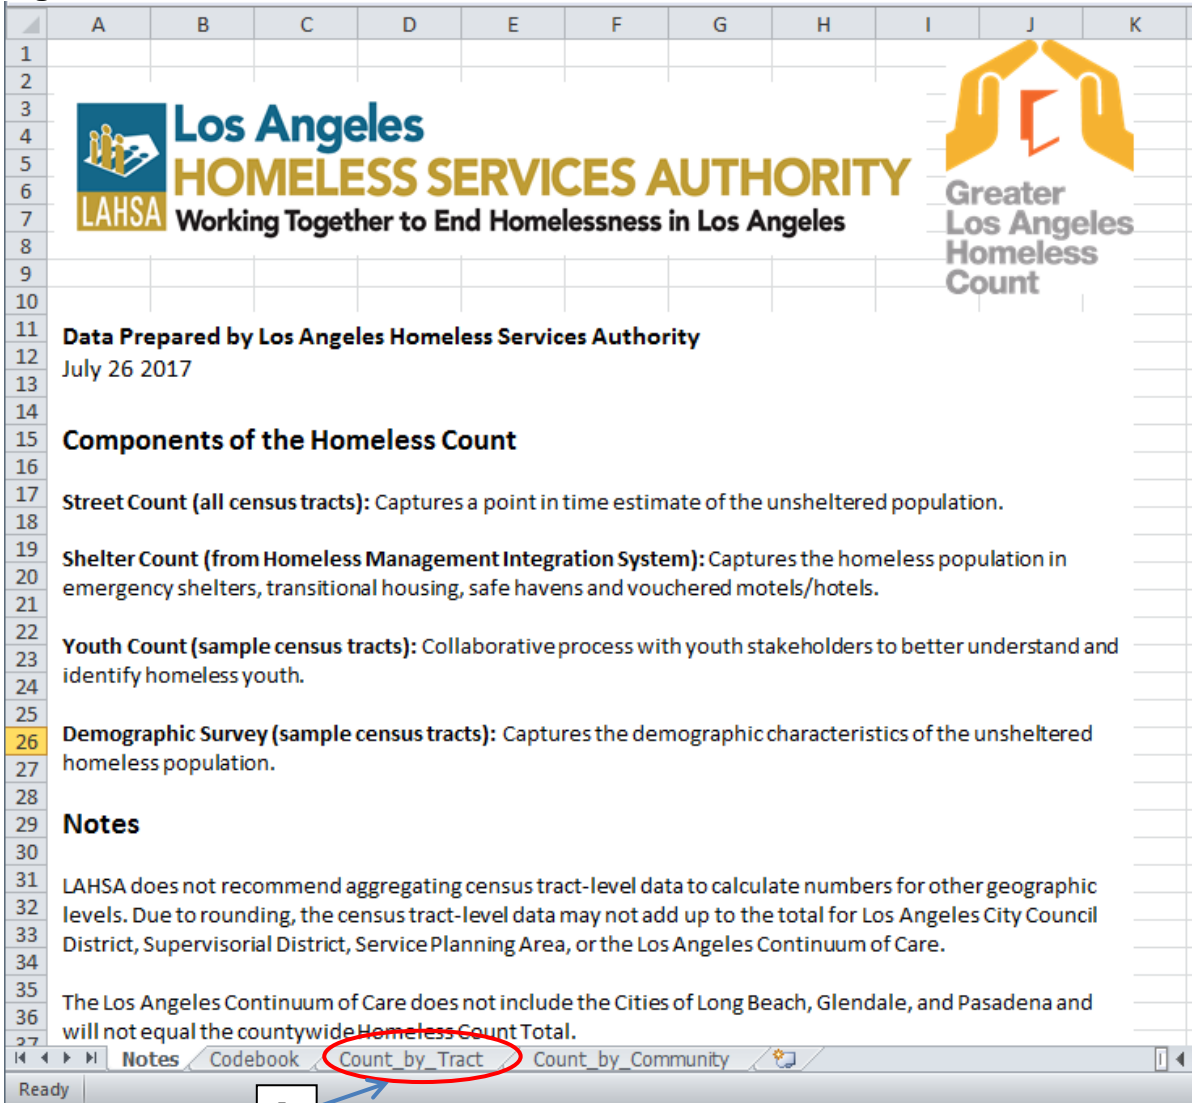 A B C D E F G H I J K
1
2
3
4
5
6
7
8
9
10
11
12
13
14
15
16
17
18
19
20
21
22
23
24
25
26
27
28
29
30
31
32
33
34
35
36
37
LAHSA
Los Angeles
HOMELESS SERVICES AUTHORITY
Working Together to End Homelessness in Los Angeles
Greater
Los Angeles
Homeless
Count
Data Prepared by Los Angeles Homeless Services Authority
July 26 2017
Components of the Homeless Count
Street Count (all census tracts): Captures a point in time estimate of the unsheltered population.
Shelter Count (from Homeless Management Integration System): Captures the homeless population in
emergency shelters, transitional housing, safe havens and vouchered motels/hotels.
Youth Count (sample census tracts): Collaborative process with youth stakeholders to better understand and
identify homeless youth.
Demographic Survey (sample census tracts): Captures the demographic characteristics of the unsheltered
homeless population.
Notes
LAHSA does not recommend aggregating census tract-level data to calculate numbers for other geographic
levels. Due to rounding, the census tract-level data may not add up to the total for Los Angeles City Council
District, Supervisorial District, Service Planning Area, or the Los Angeles Continuum of Care.
The Los Angeles Continuum of Care does not include the Cities of Long Beach, Glendale, and Pasadena and
will not equal the countywide Homeless Count Total.
Notes Codebook Count_by_Tract Count_by_Community
Ready